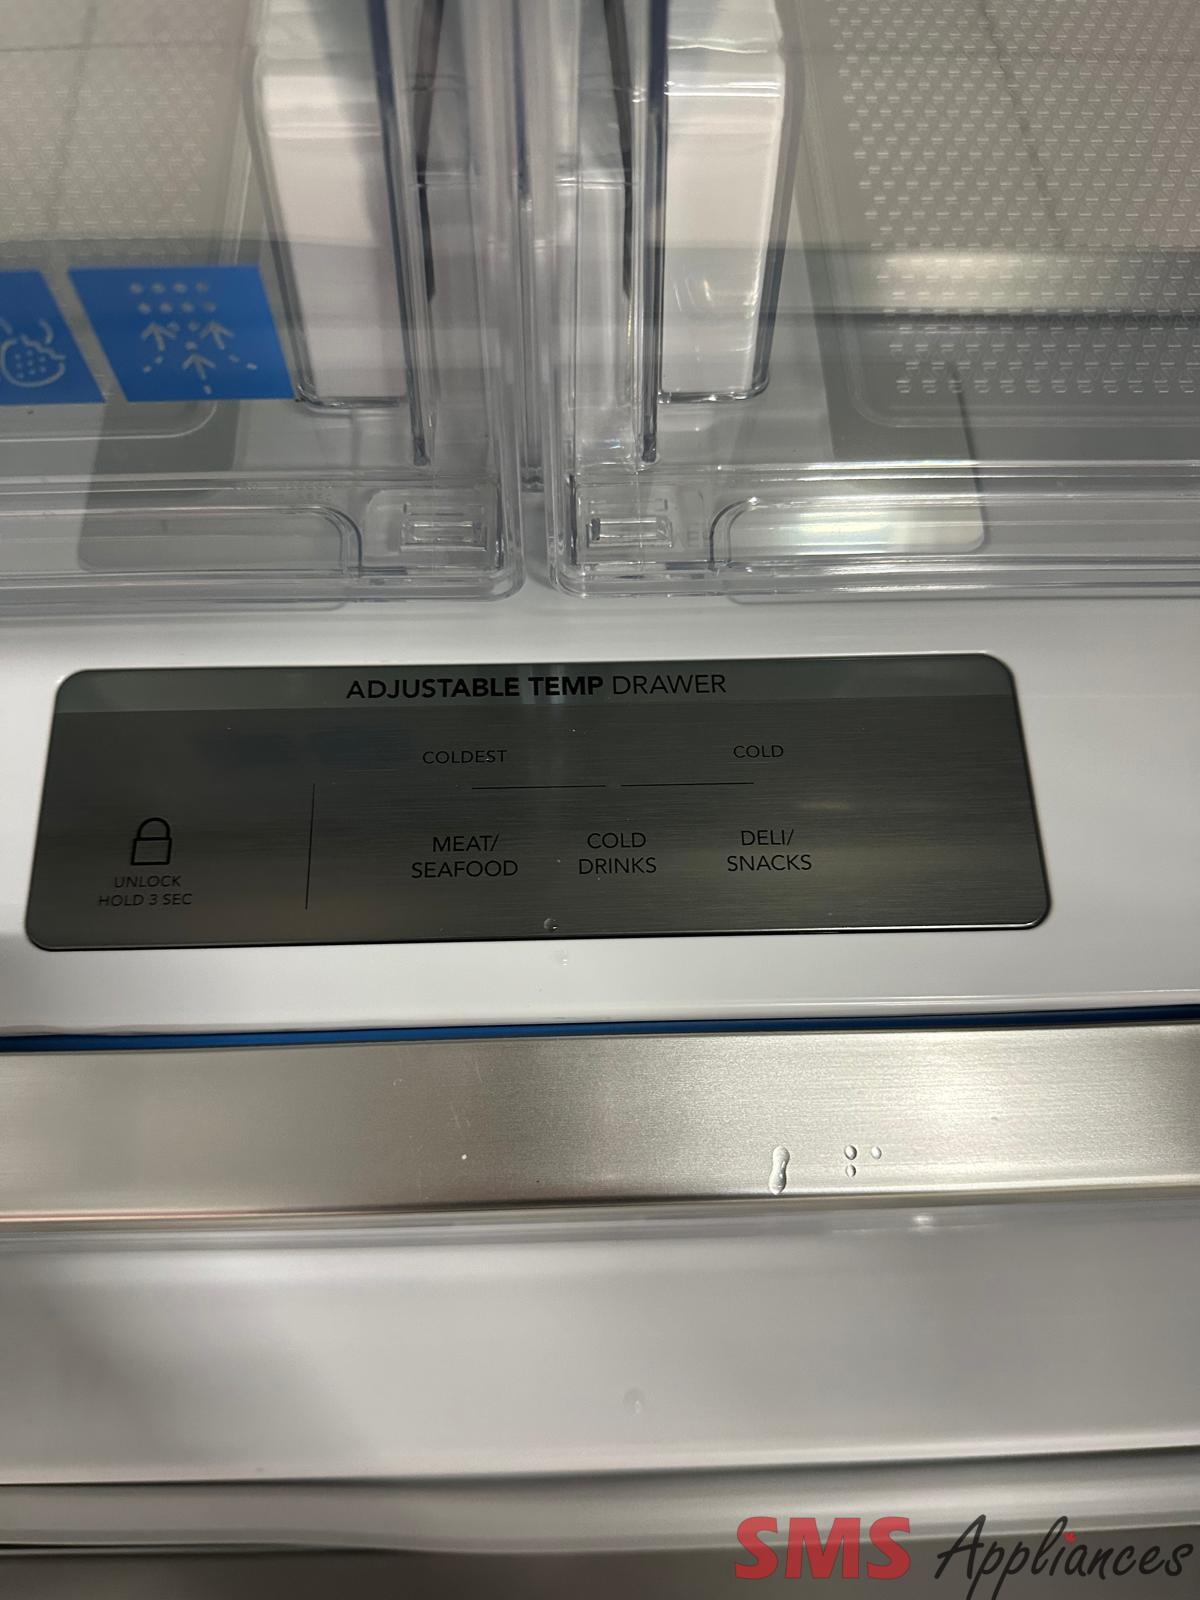 ADJUSTABLE TEMP DRAWER
COLDEST COLD
MEAT/ COLD DELI/
SEAFOOD DRINKS SNACKS
UNLOCK
HOLD 3 SEC
SMS Appliances